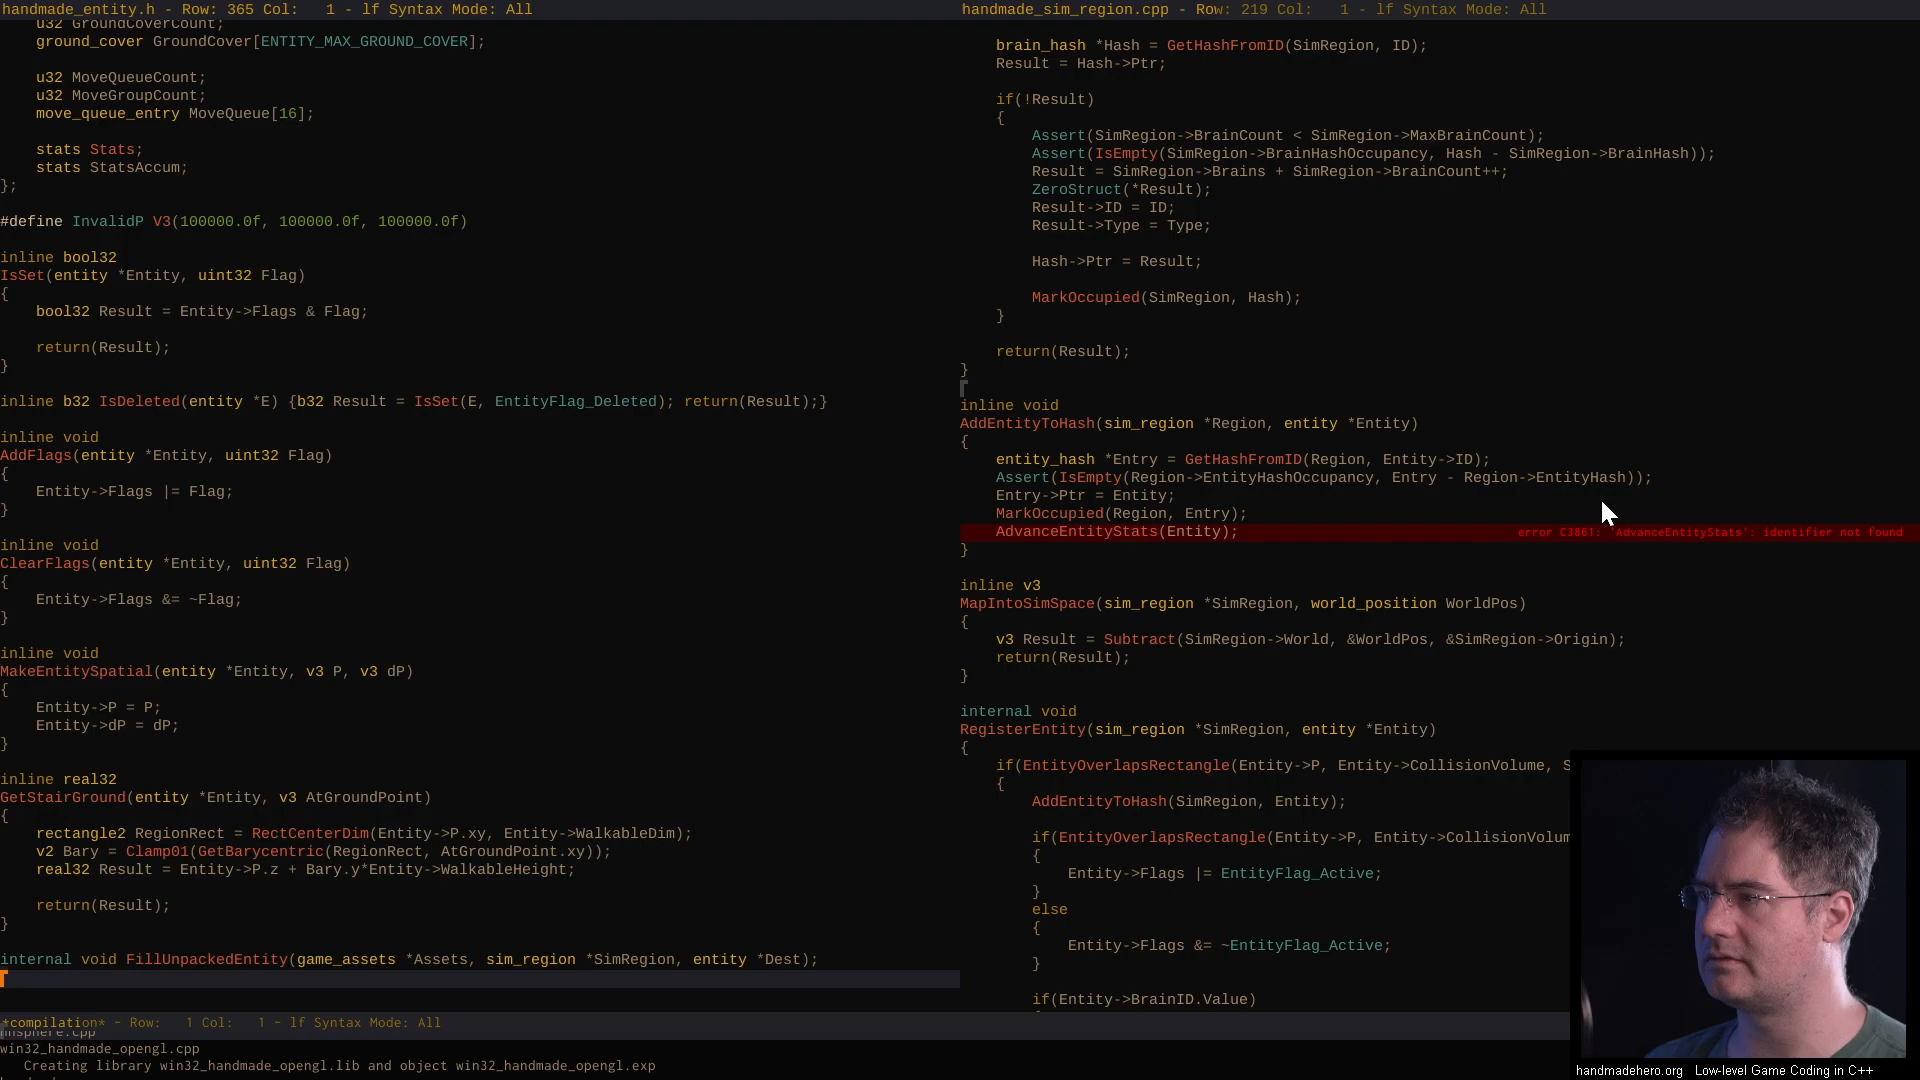 handmade_entity.h - Row: 365 Col:   1 - lf Syntax Mode: All
u32 GroundCoverCount;
ground_cover GroundCover[ENTITY_MAX_GROUND_COVER];
u32 MoveQueueCount;
u32 MoveGroupCount;
move_queue_entry MoveQueue[16];
stats Stats;
stats StatsAccum;
};
#define InvalidP V3(100000.0f, 100000.0f, 100000.0f)
inline bool32
IsSet(entity *Entity, uint32 Flag)
{
bool32 Result = Entity->Flags & Flag;
return(Result);
}
inline b32 IsDeleted(entity *E) {b32 Result = IsSet(E, EntityFlag_Deleted); return(Result);}
inline void
AddFlags(entity *Entity, uint32 Flag)
{
Entity->Flags |= Flag;
}
inline void
ClearFlags(entity *Entity, uint32 Flag)
{
Entity->Flags &= ~Flag;
}
inline void
MakeEntitySpatial(entity *Entity, v3 P, v3 dP)
{
Entity->P = P;
Entity->dP = dP;
}
inline real32
GetStairGround(entity *Entity, v3 AtGroundPoint)
{
rectangle2 RegionRect = RectCenterDim(Entity->P.xy, Entity->WalkableDim);
v2 Bary = Clamp01(GetBarycentric(RegionRect, AtGroundPoint.xy));
real32 Result = Entity->P.z + Bary.y*Entity->WalkableHeight;
return(Result);
}
internal void FillUnpackedEntity(game_assets *Assets, sim_region *SimRegion, entity *Dest);
handmade_sim_region.cpp - Row: 219 Col:   1 - lf Syntax Mode: All
brain_hash *Hash = GetHashFromID(SimRegion, ID);
Result = Hash->Ptr;
if(!Result)
{
Assert(SimRegion->BrainCount < SimRegion->MaxBrainCount);
Assert(IsEmpty(SimRegion->BrainHashOccupancy, Hash - SimRegion->BrainHash));
Result = SimRegion->Brains + SimRegion->BrainCount++;
ZeroStruct(*Result);
Result->ID = ID;
Result->Type = Type;
Hash->Ptr = Result;
MarkOccupied(SimRegion, Hash);
}
return(Result);
}
inline void
AddEntityToHash(sim_region *Region, entity *Entity)
{
entity_hash *Entry = GetHashFromID(Region, Entity->ID);
Assert(IsEmpty(Region->EntityHashOccupancy, Entry - Region->EntityHash));
Entry->Ptr = Entity;
MarkOccupied(Region, Entry);
AdvanceEntityStats(Entity); error C3861: 'AdvanceEntityStats': identifier not found
}
inline v3
MapIntoSimSpace(sim_region *SimRegion, world_position WorldPos)
{
v3 Result = Subtract(SimRegion->World, &WorldPos, &SimRegion->Origin);
return(Result);
}
internal void
RegisterEntity(sim_region *SimRegion, entity *Entity)
{
if(EntityOverlapsRectangle(Entity->P, Entity->CollisionVolume, S
{
AddEntityToHash(SimRegion, Entity);
if(EntityOverlapsRectangle(Entity->P, Entity->CollisionVolum
{
Entity->Flags |= EntityFlag_Active;
}
else
{
Entity->Flags &= ~EntityFlag_Active;
}
if(Entity->BrainID.Value)
*compilation* - Row:   1 Col:   1 - lf Syntax Mode: All
hhsphere.cpp
win32_handmade_opengl.cpp
Creating library win32_handmade_opengl.lib and object win32_handmade_opengl.exp
handmadehero.org   Low-level Game Coding in C++